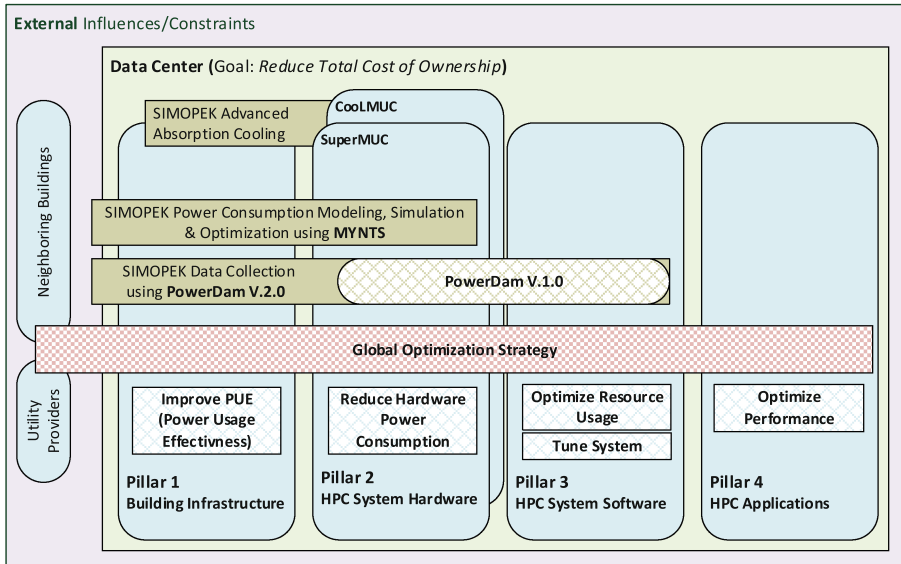 External Influences/Constraints
Data Center (Goal: Reduce Total Cost of Ownership)
Neighboring Buildings
Utility
Providers
SIMOPEK Advanced
Absorption Cooling
CooLMUC
SuperMUC
SIMOPEK Power Consumption Modeling, Simulation
& Optimization using MYNTS
SIMOPEK Data Collection
using PowerDam V.2.0
PowerDam V.1.0
Global Optimization Strategy
Improve PUE
(Power Usage
Effectivness)
Reduce Hardware
Power
Consumption
Optimize Resource
Usage
Tune System
Optimize
Performance
Pillar 1
Building Infrastructure
Pillar 2
HPC System Hardware
Pillar 3
HPC System Software
Pillar 4
HPC Applications